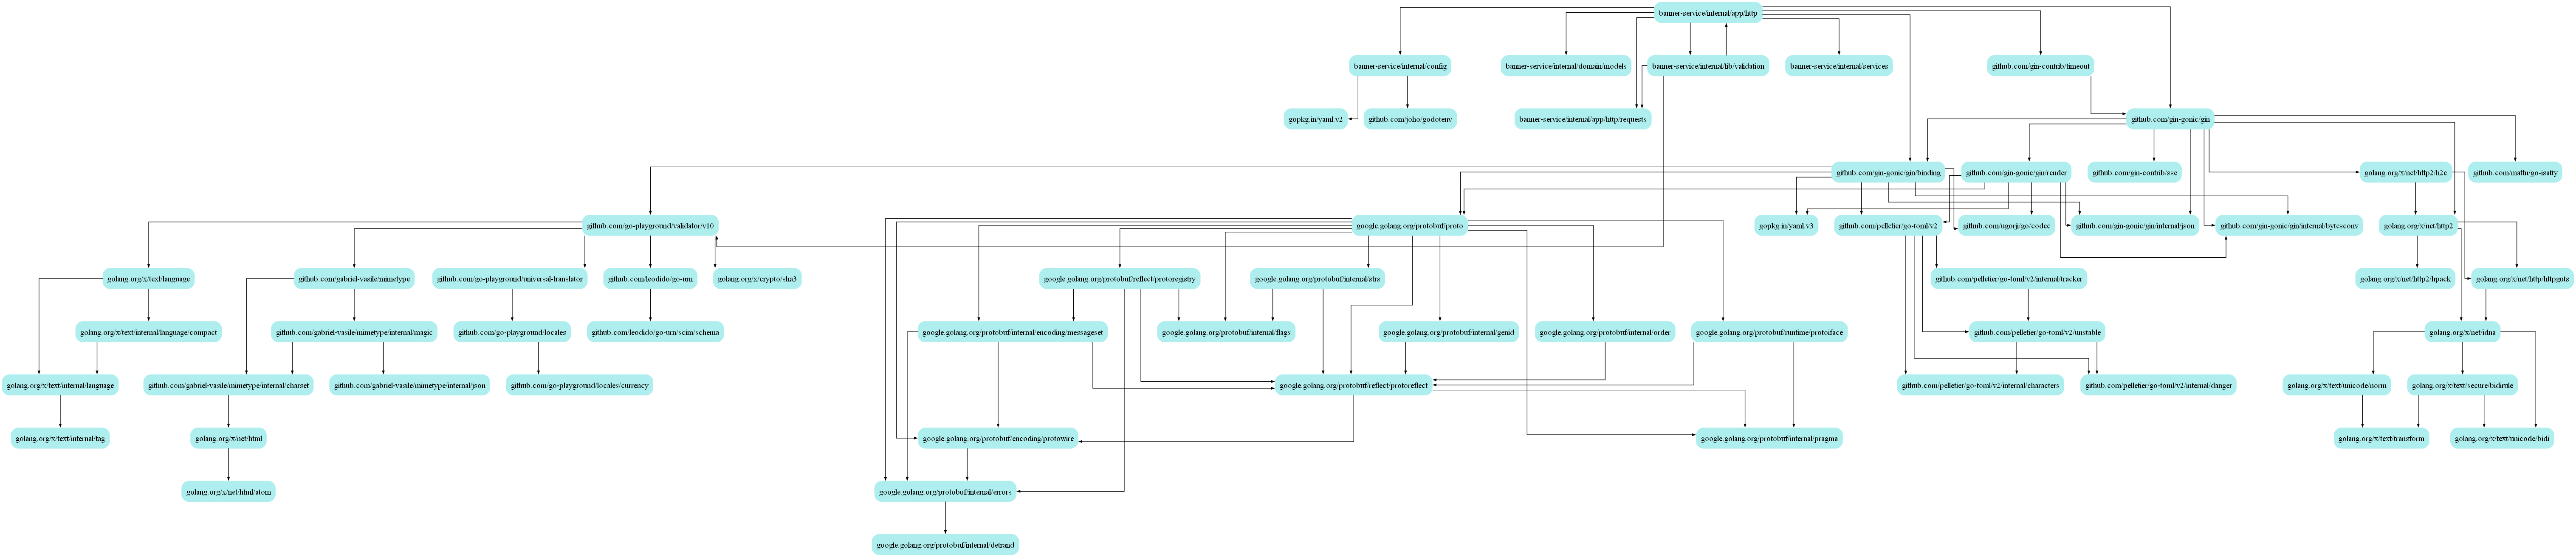 banner-service/internal/app/http
banner-service/internal/config
banner-service/internal/domain/models
banner-service/internal/lib/validation
banner-service/internal/services
github.com/gin-contrib/timeout
gopkg.in/yaml.v2
github.com/joho/godotenv
banner-service/internal/app/http/requests
github.com/gin-gonic/gin
github.com/gin-gonic/gin/binding
github.com/gin-gonic/gin/render
github.com/gin-contrib/sse
golang.org/x/net/http2/h2c
github.com/mattn/go-isatty
github.com/go-playground/validator/v10
google.golang.org/protobuf/proto
gopkg.in/yaml.v3
github.com/pelletier/go-toml/v2
github.com/ugorji/go/codec
github.com/gin-gonic/gin/internal/json
github.com/gin-gonic/gin/internal/bytesconv
golang.org/x/net/http2
golang.org/x/text/language
github.com/gabriel-vasile/mimetype
github.com/go-playground/universal-translator
github.com/leodido/go-urn
golang.org/x/crypto/sha3
google.golang.org/protobuf/reflect/protoregistry
google.golang.org/protobuf/internal/strs
github.com/pelletier/go-toml/v2/internal/tracker
golang.org/x/net/http2/hpack
golang.org/x/net/http/httpguts
golang.org/x/text/internal/language/compact
github.com/gabriel-vasile/mimetype/internal/magic
github.com/go-playground/locales
github.com/leodido/go-urn/scim/schema
google.golang.org/protobuf/internal/encoding/messageset
google.golang.org/protobuf/internal/flags
google.golang.org/protobuf/internal/genid
google.golang.org/protobuf/internal/order
google.golang.org/protobuf/runtime/protoiface
github.com/pelletier/go-toml/v2/unstable
golang.org/x/net/idna
golang.org/x/text/internal/language
github.com/gabriel-vasile/mimetype/internal/charset
github.com/gabriel-vasile/mimetype/internal/json
github.com/go-playground/locales/currency
google.golang.org/protobuf/reflect/protoreflect
github.com/pelletier/go-toml/v2/internal/characters
github.com/pelletier/go-toml/v2/internal/danger
golang.org/x/text/unicode/norm
golang.org/x/text/secure/bidirule
golang.org/x/text/internal/tag
golang.org/x/net/html
google.golang.org/protobuf/encoding/protowire
google.golang.org/protobuf/internal/pragma
golang.org/x/text/transform
golang.org/x/text/unicode/bidi
golang.org/x/net/html/atom
google.golang.org/protobuf/internal/errors
google.golang.org/protobuf/internal/detrand